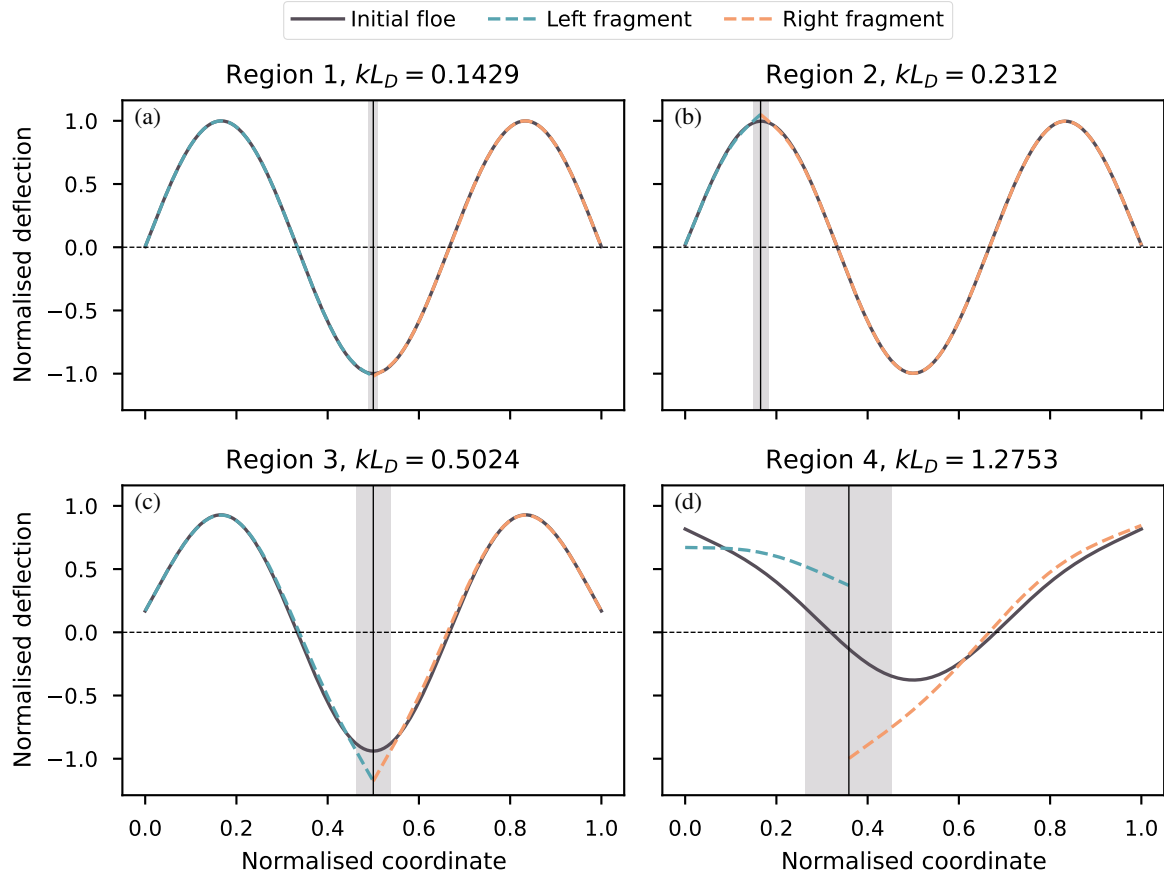 Initial floe Left fragment Right fragment
Region 1, $kL_D = 0.1429$
Region 2, $kL_D = 0.2312$
(a)
(b)
1.0
0.5
0.0
−0.5
−1.0
Normalised deflection
Normalised deflection
Region 3, $kL_D = 0.5024$
Region 4, $kL_D = 1.2753$
(c)
(d)
1.0
0.5
0.0
−0.5
−1.0
Normalised deflection
Normalised deflection
0.0 0.2 0.4 0.6 0.8 1.0
0.0 0.2 0.4 0.6 0.8 1.0
Normalised coordinate
Normalised coordinate